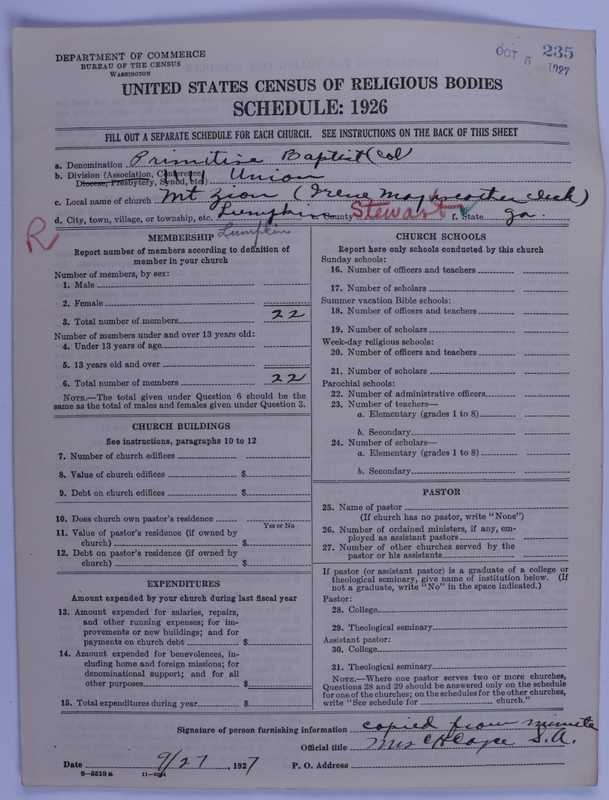 DEPARTMENT OF COMMERCE
BUREAU OF THE CENSUS
WASHINGTON
OCT 5 1927
235
UNITED STATES CENSUS OF RELIGIOUS BODIES
SCHEDULE: 1926
FILL OUT A SEPARATE SCHEDULE FOR EACH CHURCH. SEE INSTRUCTIONS ON THE BACK OF THIS SHEET
a. Denomination Primitive Baptist (Col
b. Division (Association, Conference, Diocese, Presbytery, Synod, etc.) Union
c. Local name of church Mt Zion (Irene Clerk)
d. City, town, village, or township, etc. Lumpkin e. County Stewart f. State Ga.
R
Lumpkin
MEMBERSHIP
Report number of members according to definition of
member in your church
Number of members, by sex:
1. Male
2. Female
3. Total number of members 22
Number of members under and over 13 years old:
4. Under 13 years of age
5. 13 years old and over
6. Total number of members 22
NOTE.—The total given under Question 6 should be the
same as the total of males and females given under Question 3.
CHURCH BUILDINGS
See instructions, paragraphs 10 to 12
7. Number of church edifices
8. Value of church edifices $
9. Debt on church edifices $
10. Does church own pastor's residence
Yes or No
11. Value of pastor's residence (if owned by
church) $
12. Debt on pastor's residence (if owned by
church) $
EXPENDITURES
Amount expended by your church during last fiscal year
13. Amount expended for salaries, repairs,
and other running expenses; for im-
provements or new buildings; and for
payments on church debt $
14. Amount expended for benevolences, in-
cluding home and foreign missions; for
denominational support; and for all
other purposes $
15. Total expenditures during year $
CHURCH SCHOOLS
Report here only schools conducted by this church
Sunday schools:
16. Number of officers and teachers
17. Number of scholars
Summer vacation Bible schools:
18. Number of officers and teachers
19. Number of scholars
Week-day religious schools:
20. Number of officers and teachers
21. Number of scholars
Parochial schools:
22. Number of administrative officers
23. Number of teachers—
a. Elementary (grades 1 to 8)
b. Secondary
24. Number of scholars—
a. Elementary (grades 1 to 8)
b. Secondary
PASTOR
25. Name of pastor
(If church has no pastor, write "None")
26. Number of ordained ministers, if any, em-
ployed as assistant pastors
27. Number of other churches served by the
pastor or his assistants
If pastor (or assistant pastor) is a graduate of a college or
theological seminary, give name of institution below. (If
not a graduate, write "No" in the space indicated.)
Pastor:
28. College
29. Theological seminary
Assistant pastor:
30. College
31. Theological seminary
NOTE.—Where one pastor serves two or more churches,
Questions 28 and 29 should be answered only on the schedule
for one of the churches; on the schedules for the other churches,
write "See schedule for church."
Signature of person furnishing information copied from minute
Official title Mrs C H Cope S.A.
Date 9/27, 1927 P. O. Address
8-5518a 11-9064